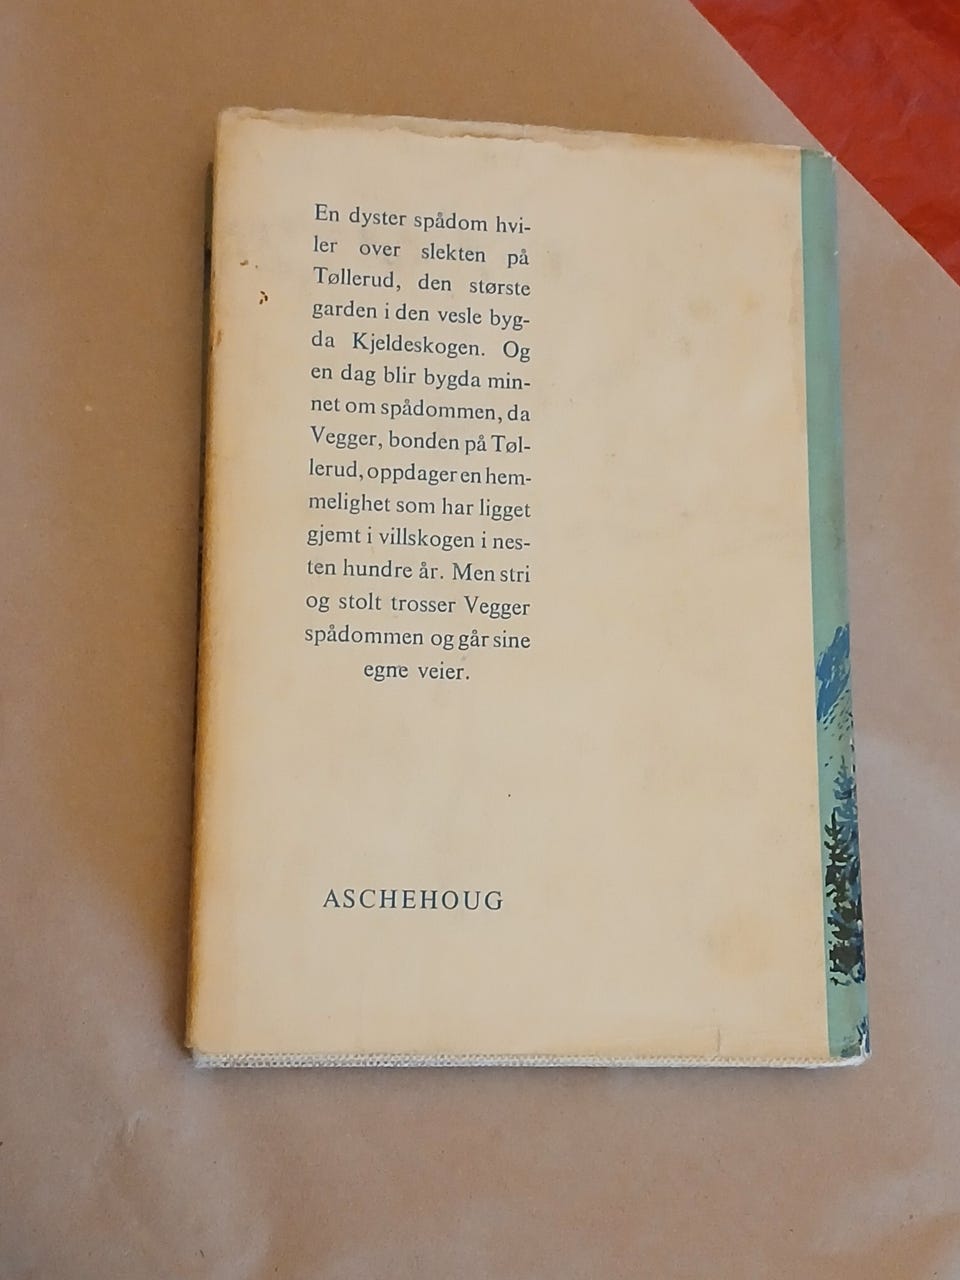 En dyster spådom hvi-
ler over slekten på
Tøllerud, den største
garden i den vesle byg-
da Kjeldeskogen. Og
en dag blir bygda min-
net om spådommen, da
Vegger, bonden på Tøl-
lerud, oppdager en hem-
melighet som har ligget
gjemt i villskogen i nes-
ten hundre år. Men stri
og stolt trosser Vegger
spådommen og går sine
egne veier.
ASCHEHOUG